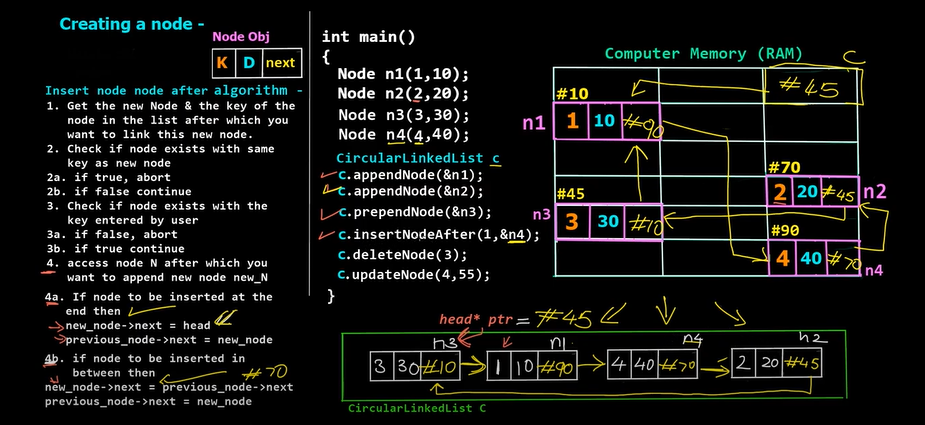 Creating a node -
Node Obj
K D next
Insert node node after algorithm -
1. Get the new Node & the key of the
node in the list after which you
want to link this new node.
2. Check if node exists with same
key as new node
2a. if true, abort
2b. if false continue
3. Check if node exists with the
key entered by user
3a. if false, abort
3b. if true continue
4. access node N after which you
want to append new node new_N
4a. If node to be inserted at the
end then
new_node->next = head
previous_node->next = new_node
4b. if node to be inserted in
between then
#70
new_node->next = previous_node->next
previous_node->next = new_node
int main()
{
Node n1(1,10);
Node n2(2,20);
Node n3(3,30);
Node n4(4,40);
CircularLinkedList c
c.appendNode(&n1);
c.appendNode(&n2);
c.prependNode(&n3);
c.insertNodeAfter(1,&n4);
c.deleteNode(3);
c.updateNode(4,55);
}
Computer Memory (RAM)
C
#45
#10
n1 1 10 #90
#70
2 20 #45 n2
#45
n3 3 30 #10
#90
4 40 #70 n4
head* ptr = #45
n3 n1 n4 n2
3 30 #10 1 10 #90 4 40 #70 2 20 #45
CircularLinkedList C